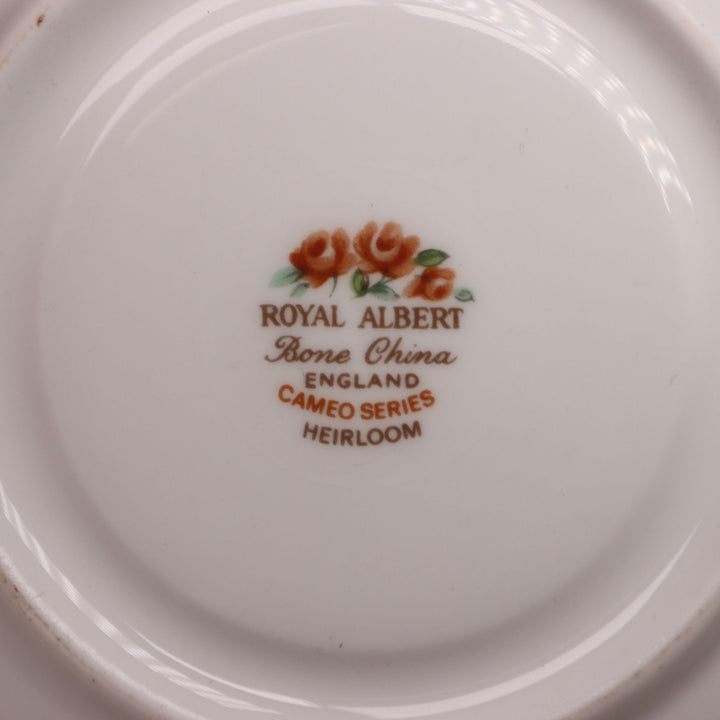 ROYAL ALBERT
Bone China
ENGLAND
CAMEO SERIES
HEIRLOOM